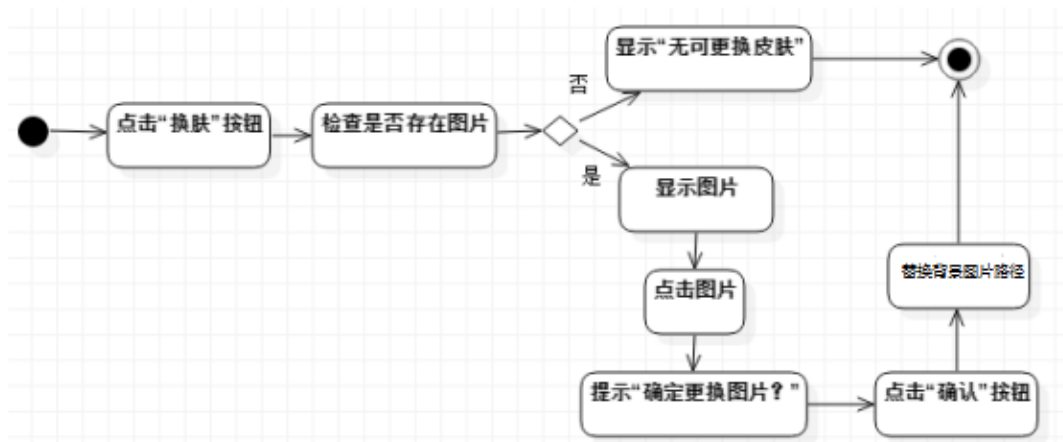 显示“无可更换皮肤”
否
点击“换肤”按钮
检查是否存在图片
是
显示图片
点击图片
替换背景图片路径
提示“确定更换图片？”
点击“确认”按钮